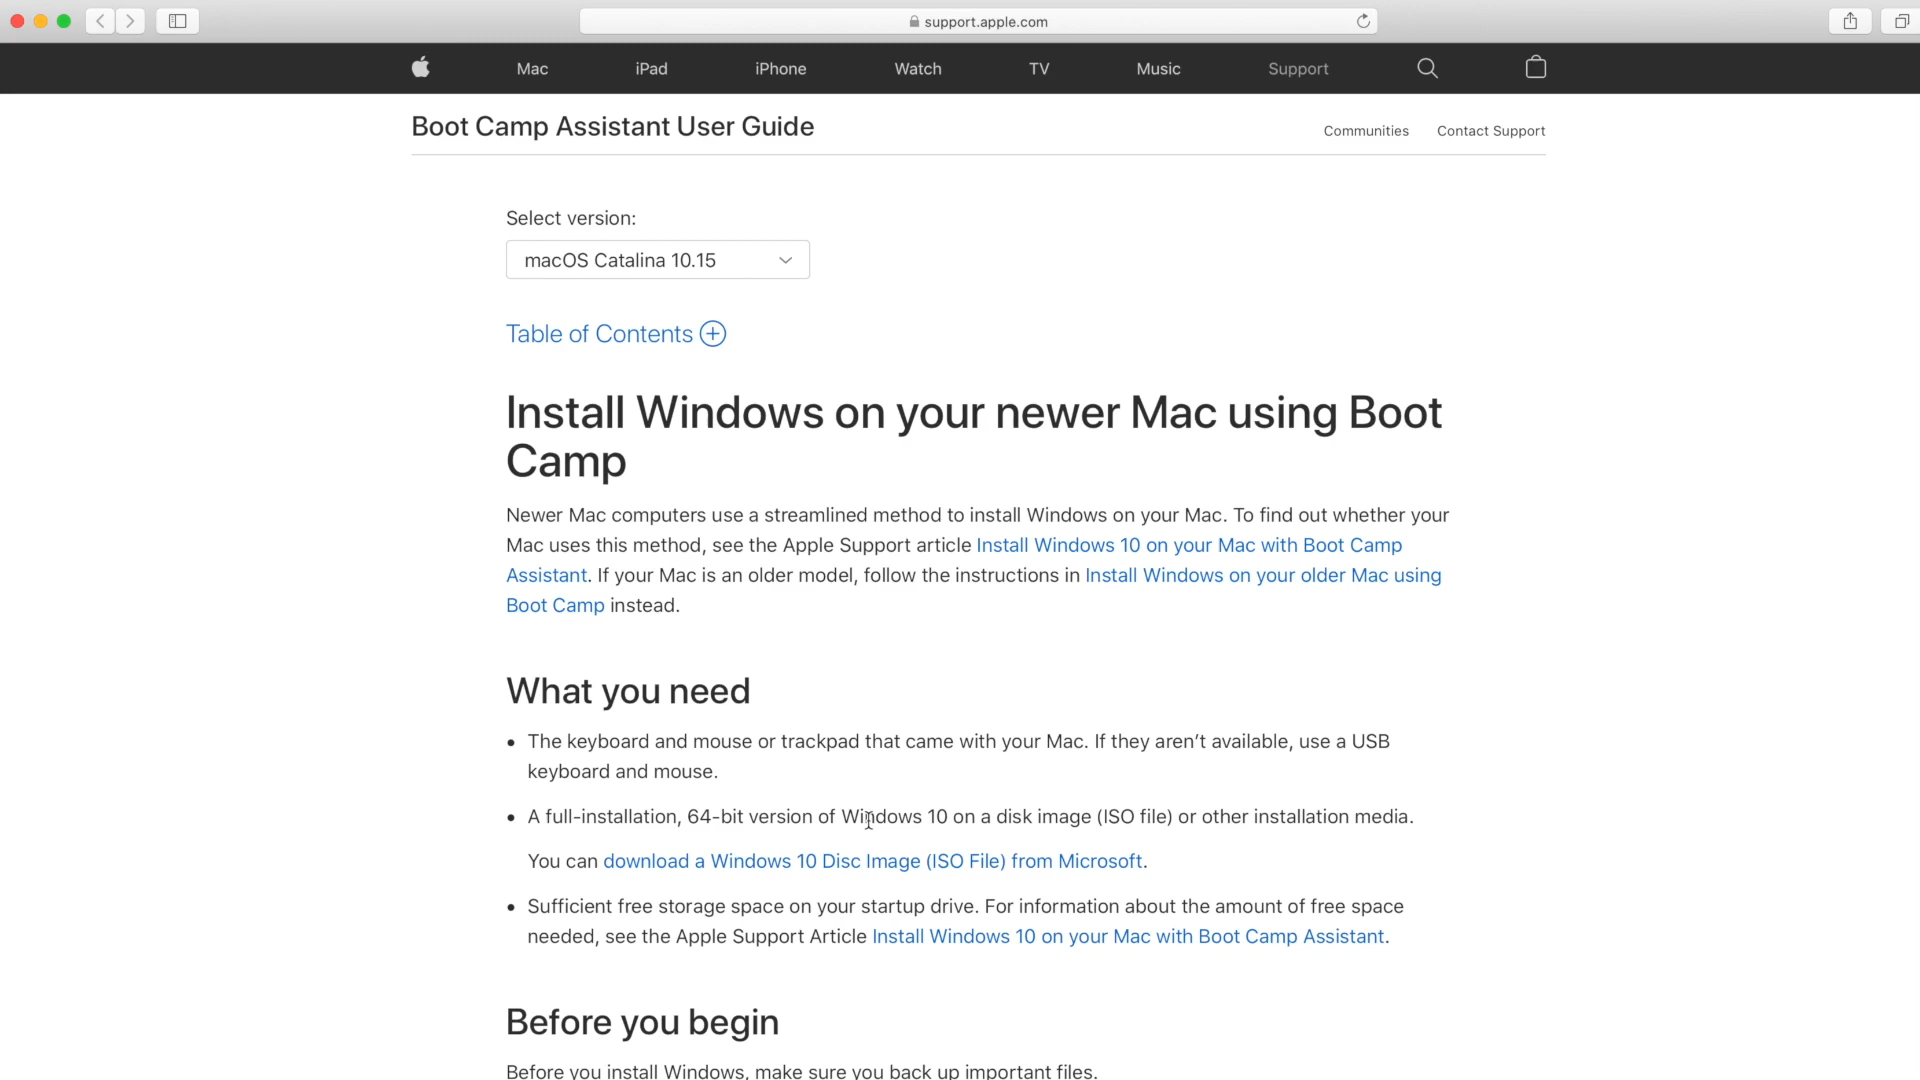 support.apple.com
Mac iPad iPhone Watch TV Music Support
Boot Camp Assistant User Guide
Communities Contact Support
Select version:
macOS Catalina 10.15
Table of Contents
Install Windows on your newer Mac using Boot
Camp
Newer Mac computers use a streamlined method to install Windows on your Mac. To find out whether your
Mac uses this method, see the Apple Support article Install Windows 10 on your Mac with Boot Camp
Assistant. If your Mac is an older model, follow the instructions in Install Windows on your older Mac using
Boot Camp instead.
What you need
• The keyboard and mouse or trackpad that came with your Mac. If they aren’t available, use a USB
keyboard and mouse.
• A full-installation, 64-bit version of Windows 10 on a disk image (ISO file) or other installation media.
You can download a Windows 10 Disc Image (ISO File) from Microsoft.
• Sufficient free storage space on your startup drive. For information about the amount of free space
needed, see the Apple Support Article Install Windows 10 on your Mac with Boot Camp Assistant.
Before you begin
Before you install Windows, make sure you back up important files.